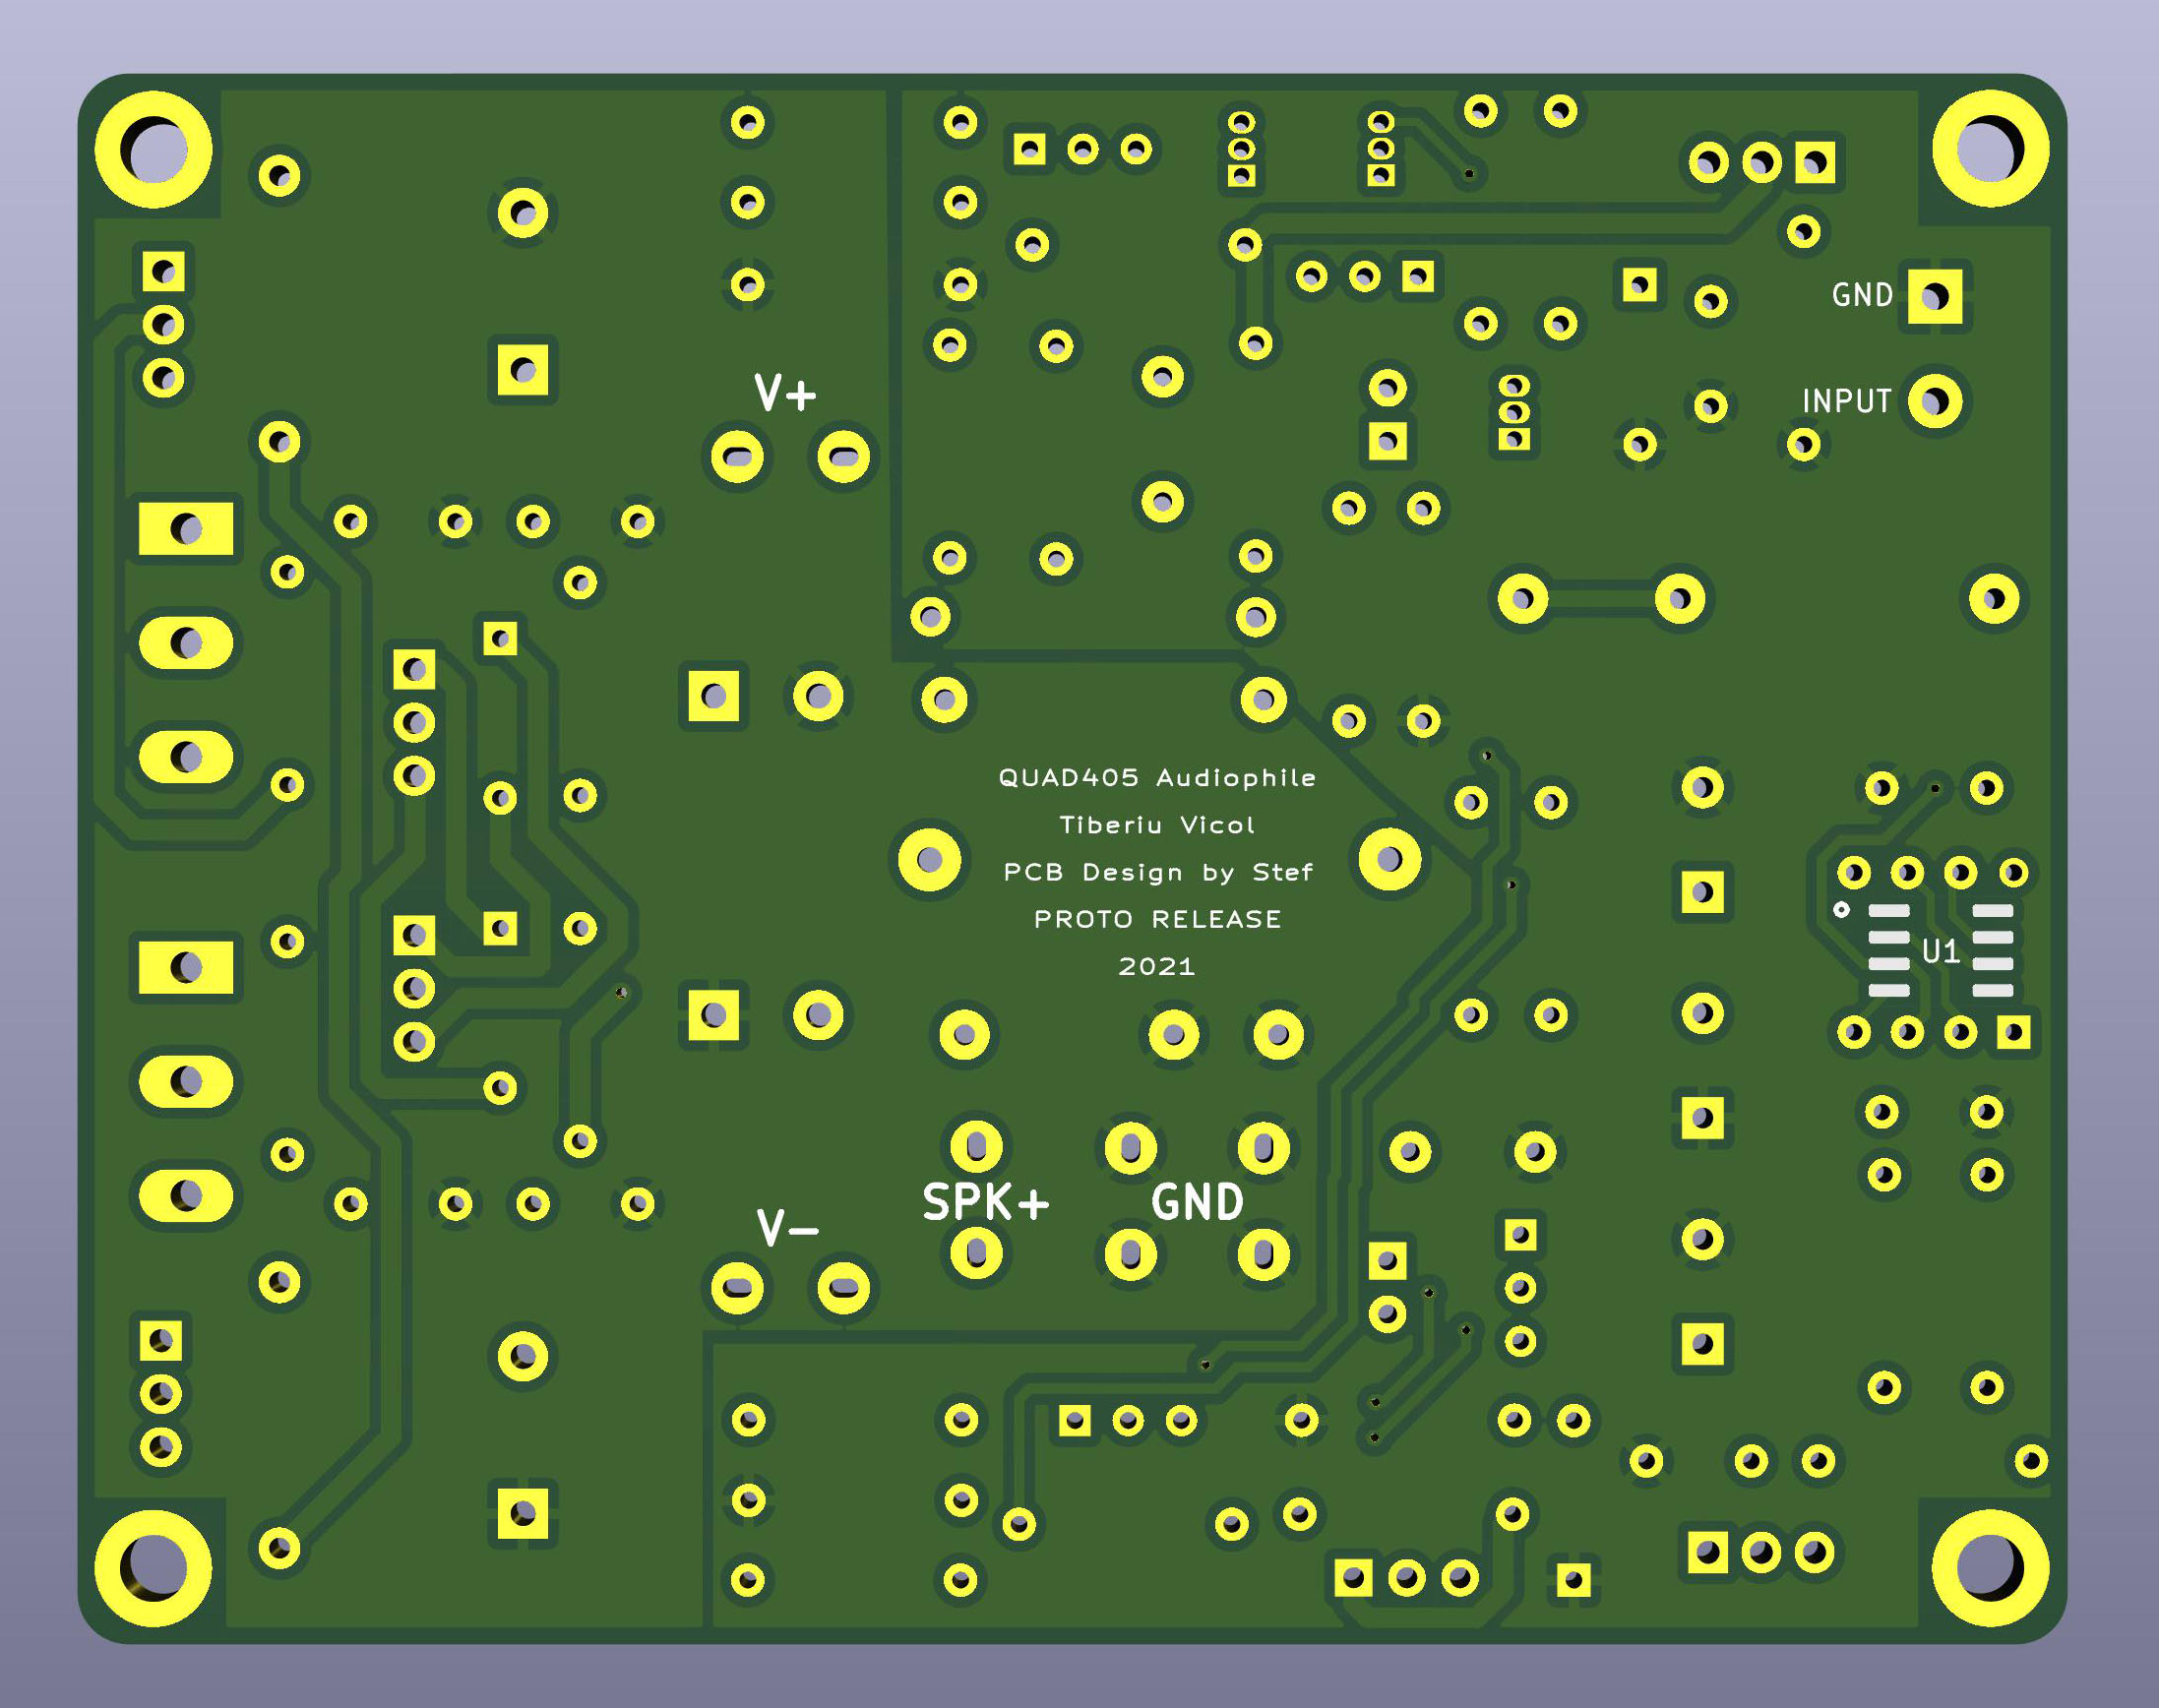 GND
INPUT
V+
QUAD405 Audiophile
Tiberiu Vicol
PCB Design by Stef
PROTO RELEASE
2021
U1
SPK+
GND
V-